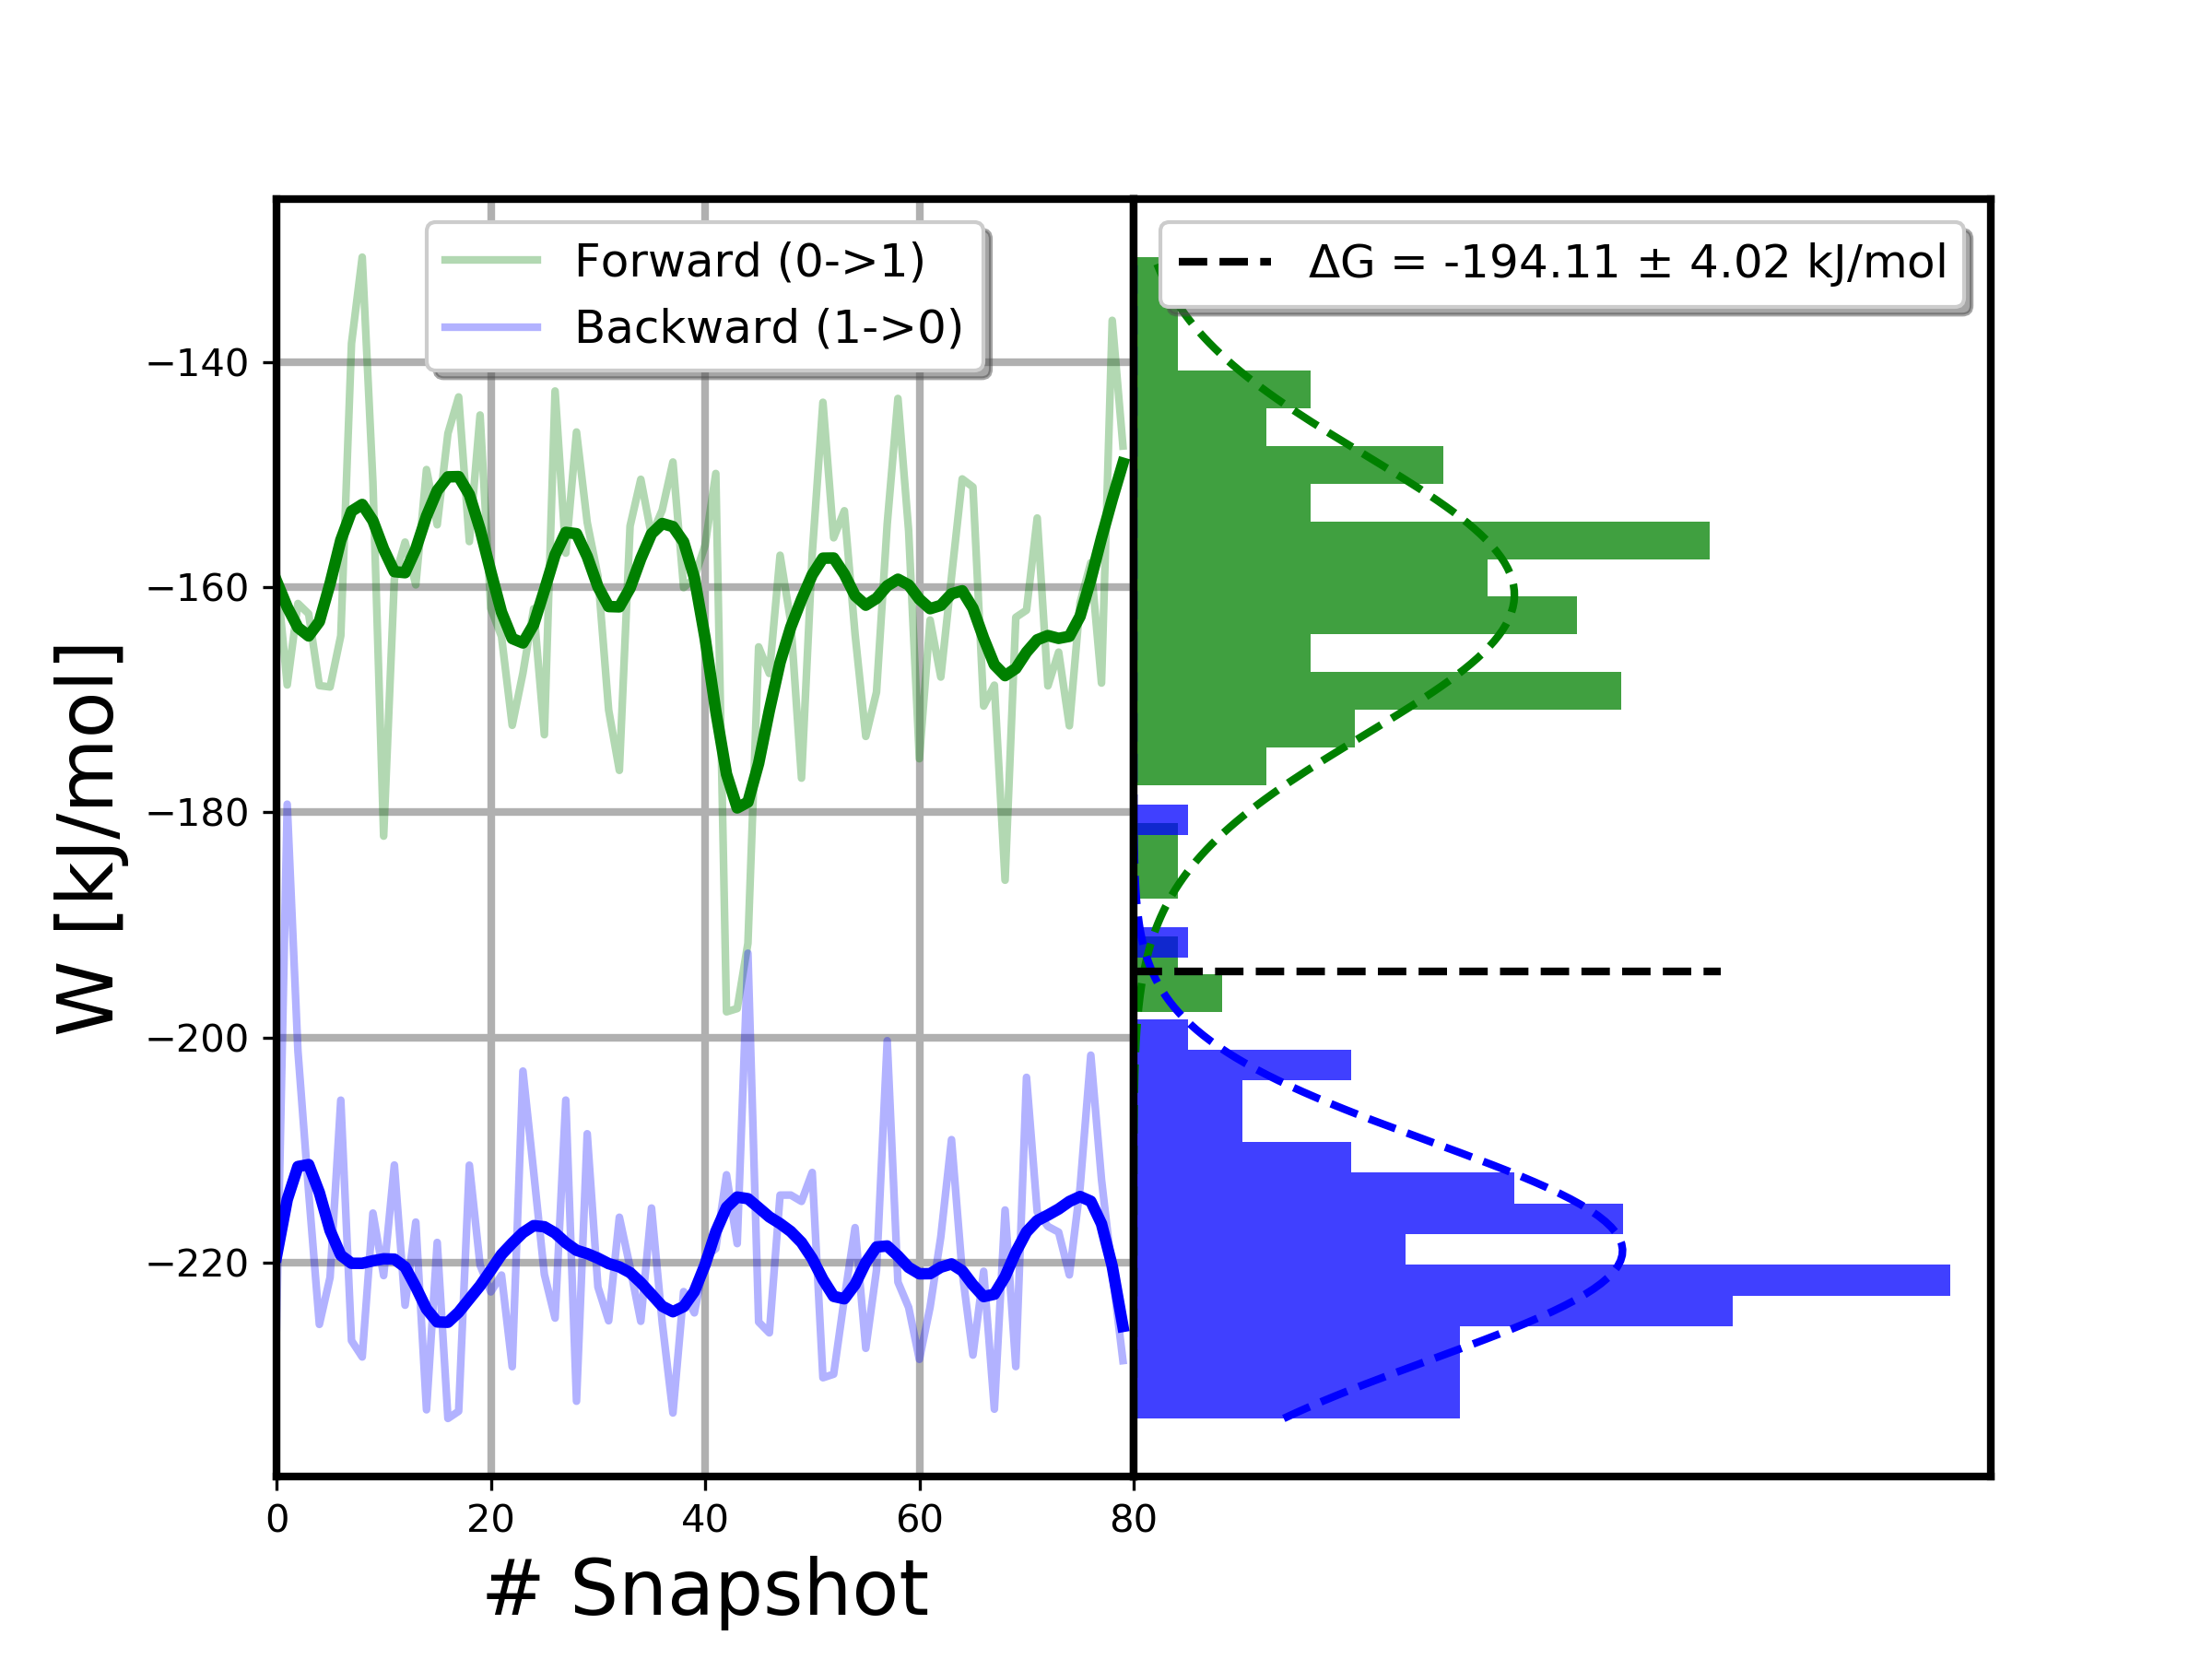 Forward (0->1)
Backward (1->0)
ΔG = -194.11 ± 4.02 kJ/mol
W [kJ/mol]
−140
−160
−180
−200
−220
0 20 40 60 80
# Snapshot